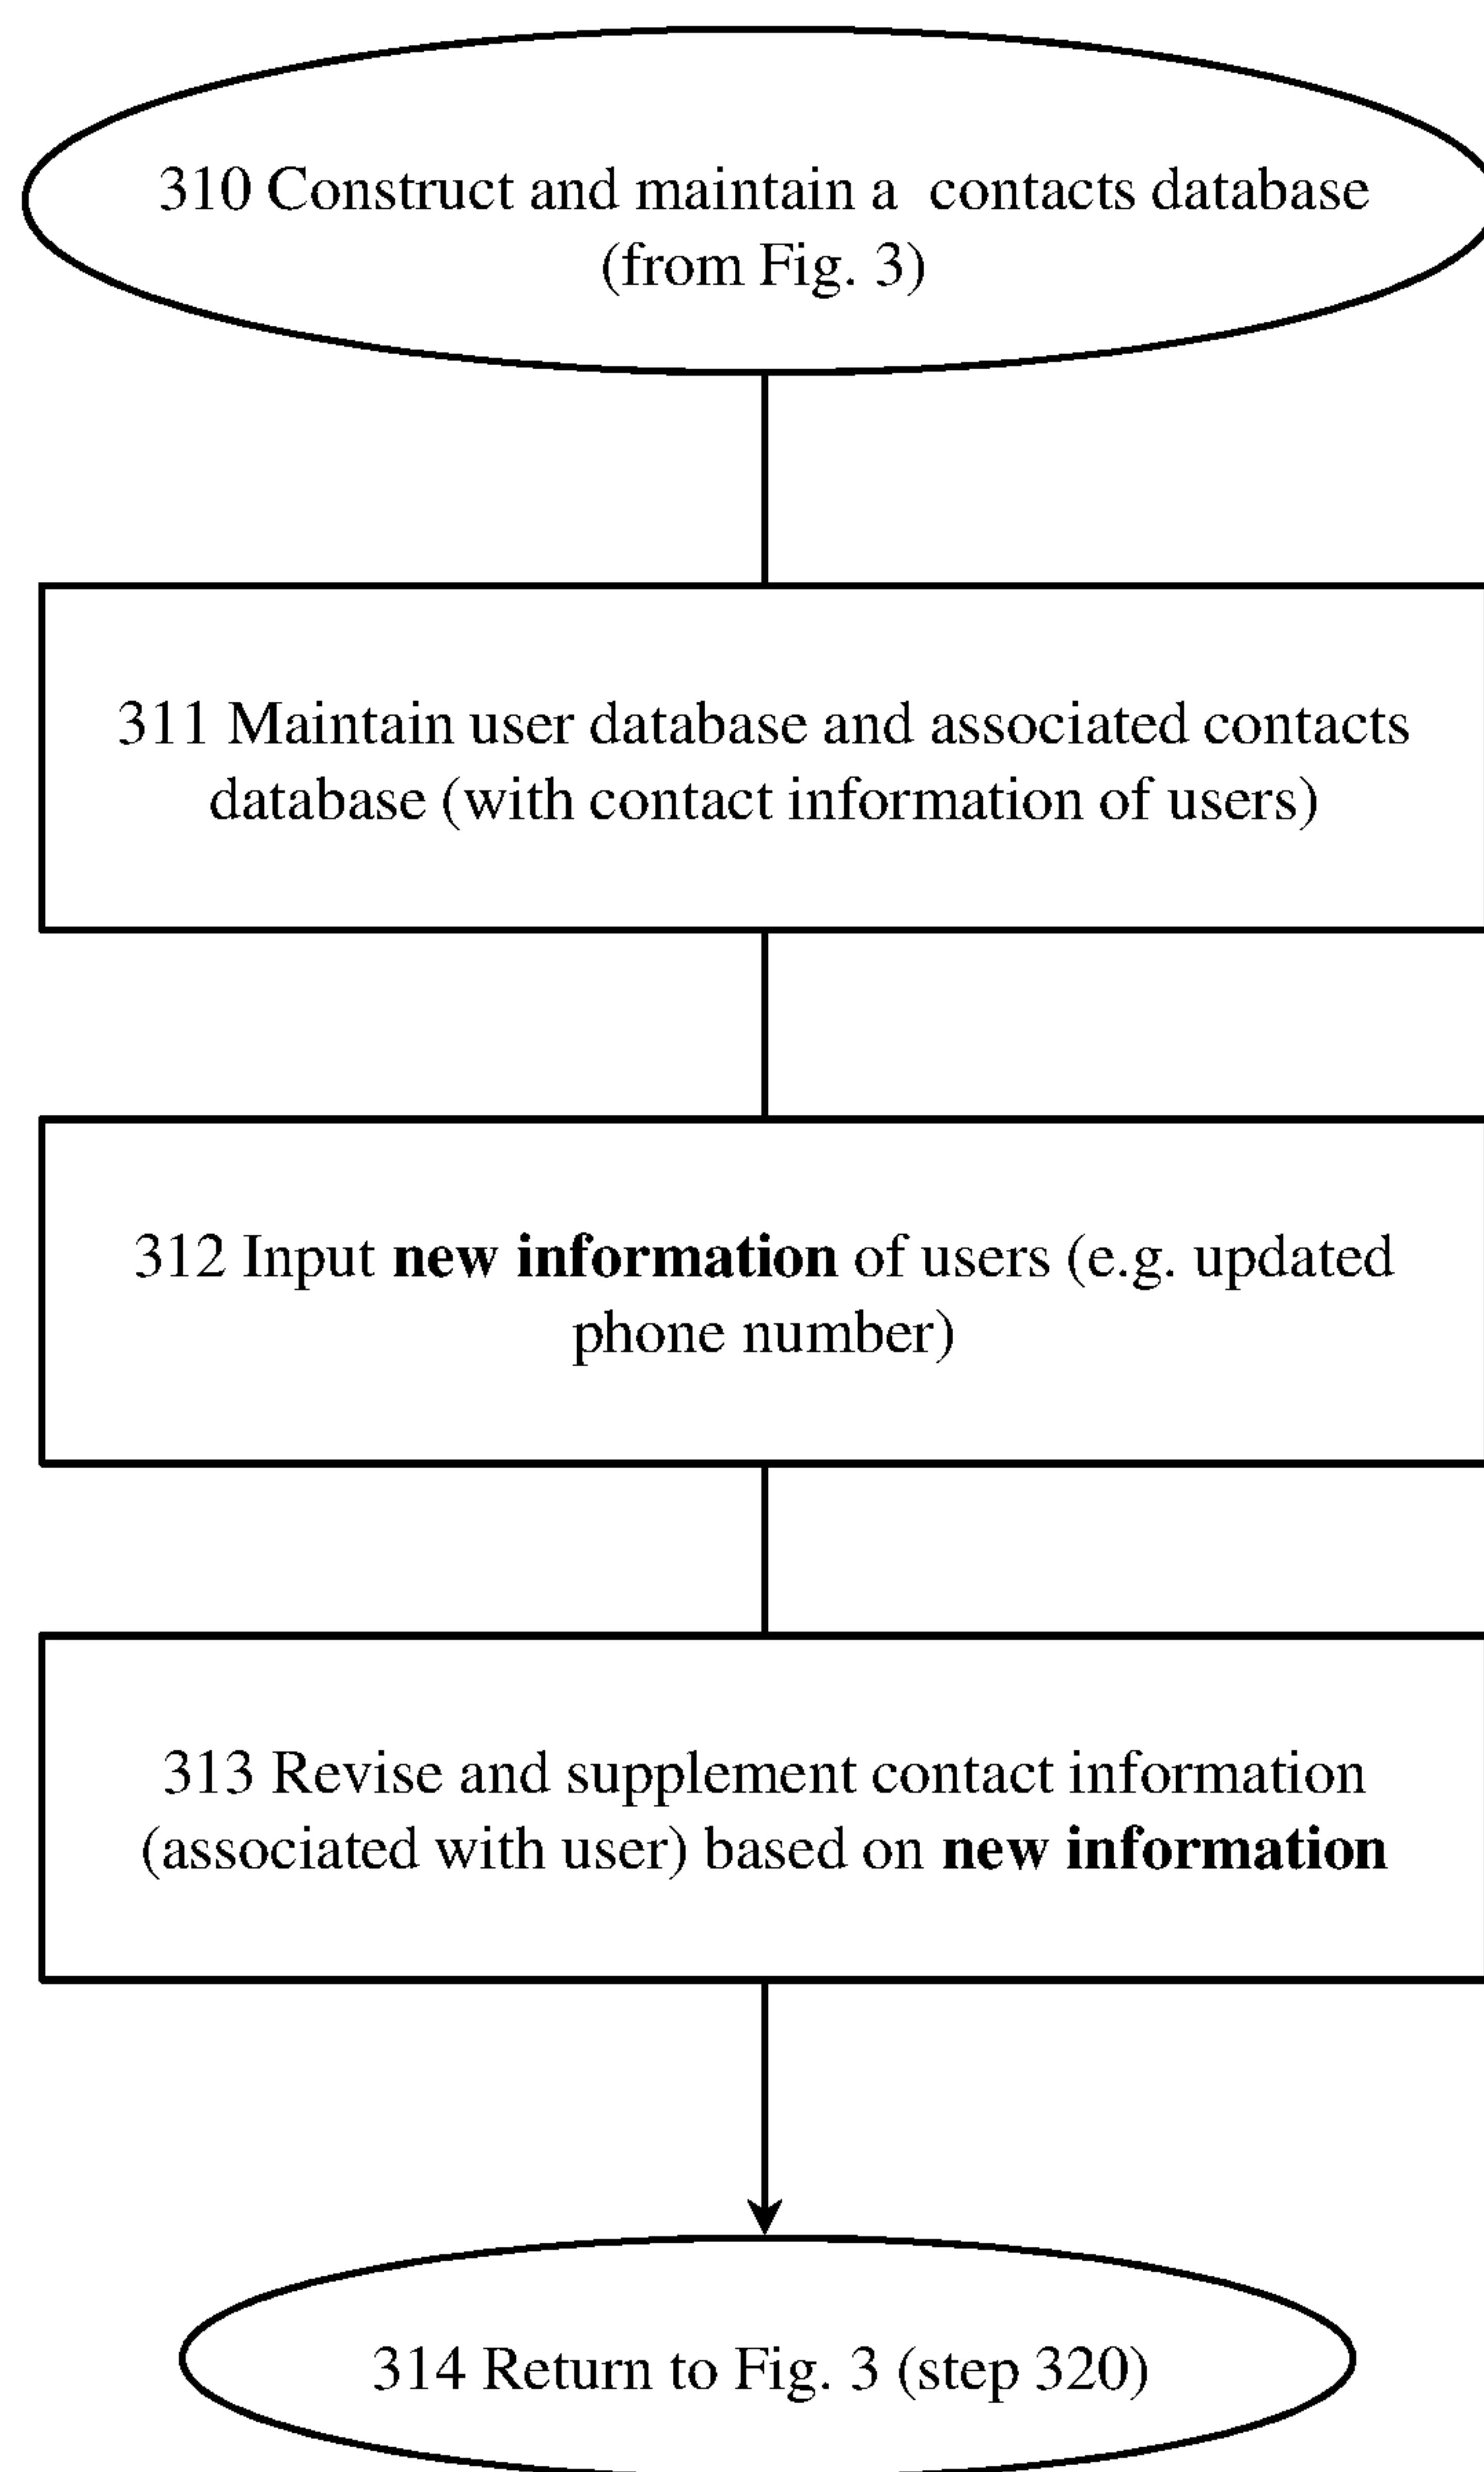 310 Construct and maintain a  contacts database
(from Fig. 3)
311 Maintain user database and associated contacts
database (with contact information of users)
312 Input new information of users (e.g. updated
phone number)
313 Revise and supplement contact information
(associated with user) based on new information
314 Return to Fig. 3 (step 320)